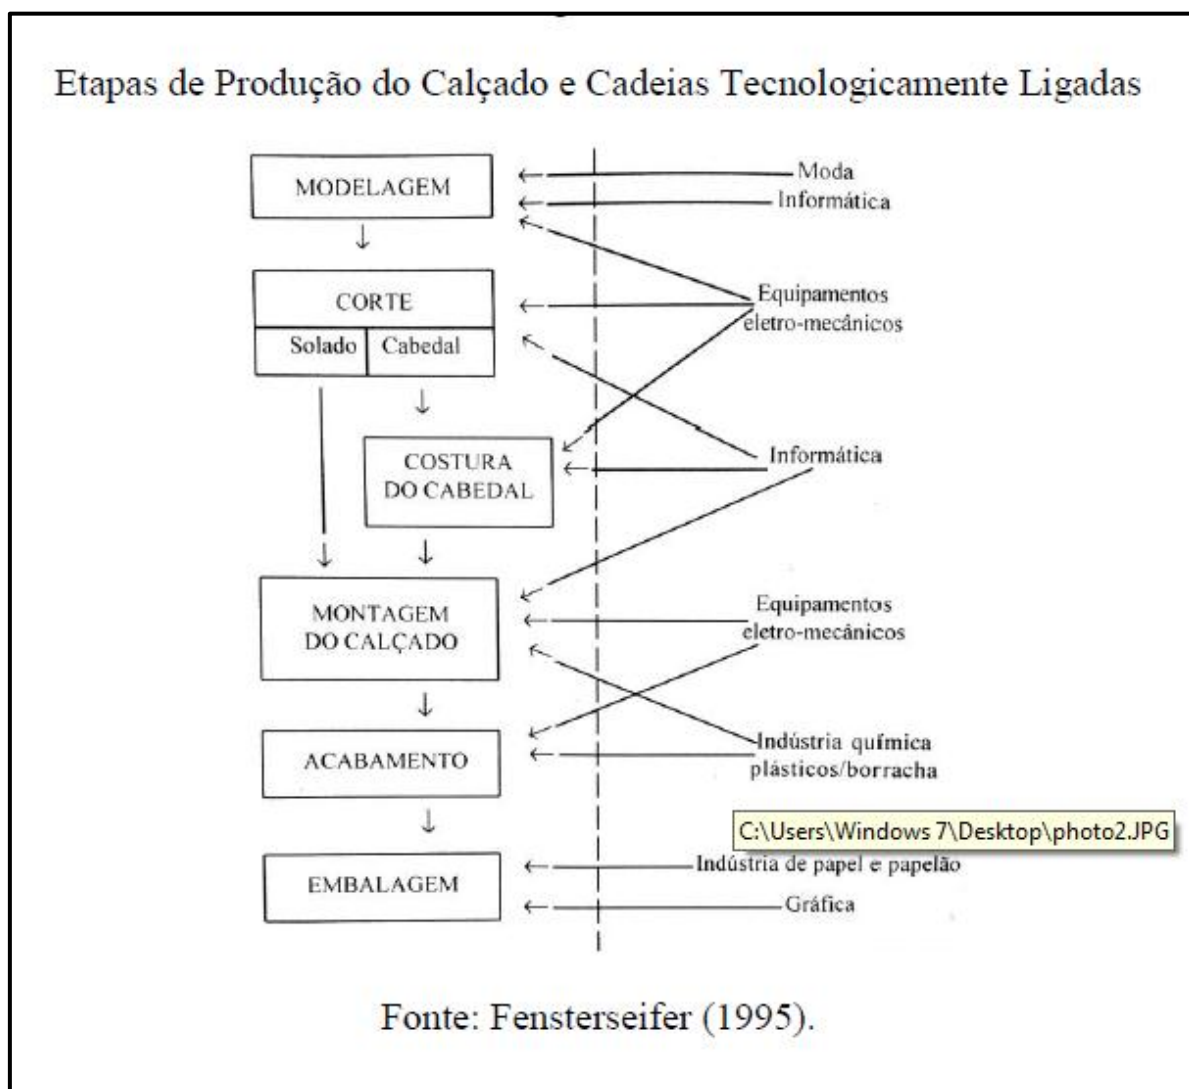 Etapas de Produção do Calçado e Cadeias Tecnologicamente Ligadas
MODELAGEM
Moda
Informática
CORTE
Solado
Cabedal
Equipamentos
eletro-mecânicos
COSTURA
DO CABEDAL
Informática
MONTAGEM
DO CALÇADO
Equipamentos
eletro-mecânicos
ACABAMENTO
Indústria química
plásticos/borracha
C:\Users\Windows 7\Desktop\photo2.JPG
EMBALAGEM
Indústria de papel e papelão
Gráfica
Fonte: Fensterseifer (1995).